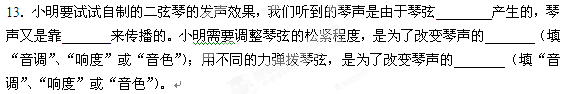 13．小明要试试自制的二弦琴的发声效果，我们听到的琴声是由于琴弦________产生的，琴
声又是靠_______来传播的。小明需要调整琴弦的松紧程度，是为了改变琴声的_______（填
“音调”、“响度”或“音色”）；用不同的力弹拨琴弦，是为了改变琴声的_______（填“音
调”、“响度”或“音色”）。